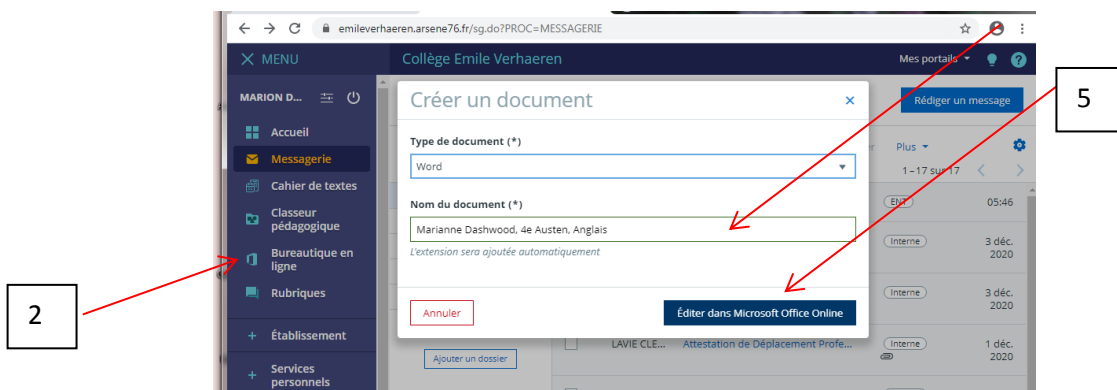 emileverhaeren.arsene76.fr/sg.do?PROC=MESSAGERIE
MENU
Collège Emile Verhaeren
Mes portails
MARION D...
Créer un document
Rédiger un message
5
Accueil
Type de document (*)
Plus
Messagerie
Word
1–17 sur 17
Cahier de textes
Nom du document (*)
ENT
05:46
Classeur
pédagogique
Marianne Dashwood, 4e Austen, Anglais
L'extension sera ajoutée automatiquement
Interne
3 déc.
2020
Bureautique en
ligne
2
Rubriques
Interne
3 déc.
2020
Annuler
Éditer dans Microsoft Office Online
Établissement
LAVIE CLE...
Attestation de Déplacement Profe...
Interne
1 déc.
2020
Ajouter un dossier
Services
personnels